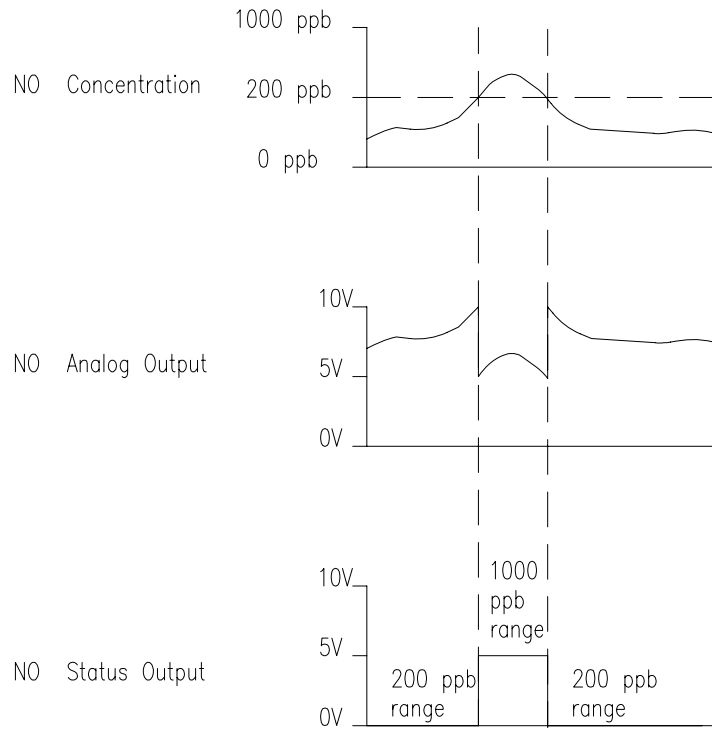 1000 ppb
NO Concentration
200 ppb
0 ppb
10V
NO Analog Output
5V
0V
10V
1000
ppb
range
5V
NO Status Output
200 ppb
range
200 ppb
range
0V